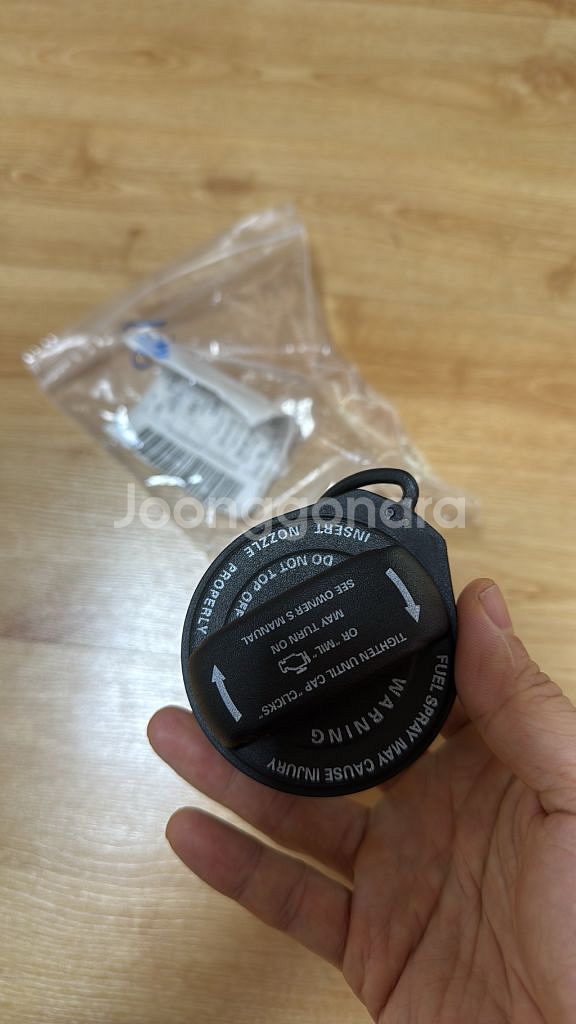 Joonggonara
WARNING
FUEL SPRAY MAY CAUSE INJURY
TIGHTEN UNTIL CAP "CLICKS"
OR "MIL"
MAY TURN ON
SEE OWNER'S MANUAL
DO NOT TOP OFF
INSERT NOZZLE PROPERLY